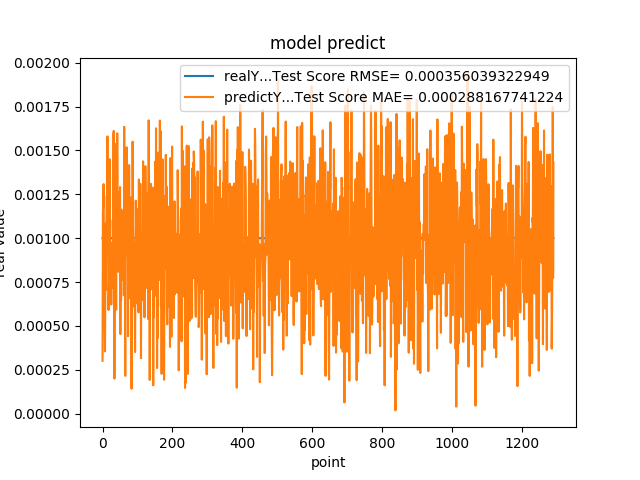 model predict
realY...Test Score RMSE= 0.000356039322949
predictY...Test Score MAE= 0.000288167741224
0.00200
0.00175
0.00150
0.00125
0.00100
0.00075
0.00050
0.00025
0.00000
real value
0 200 400 600 800 1000 1200
point